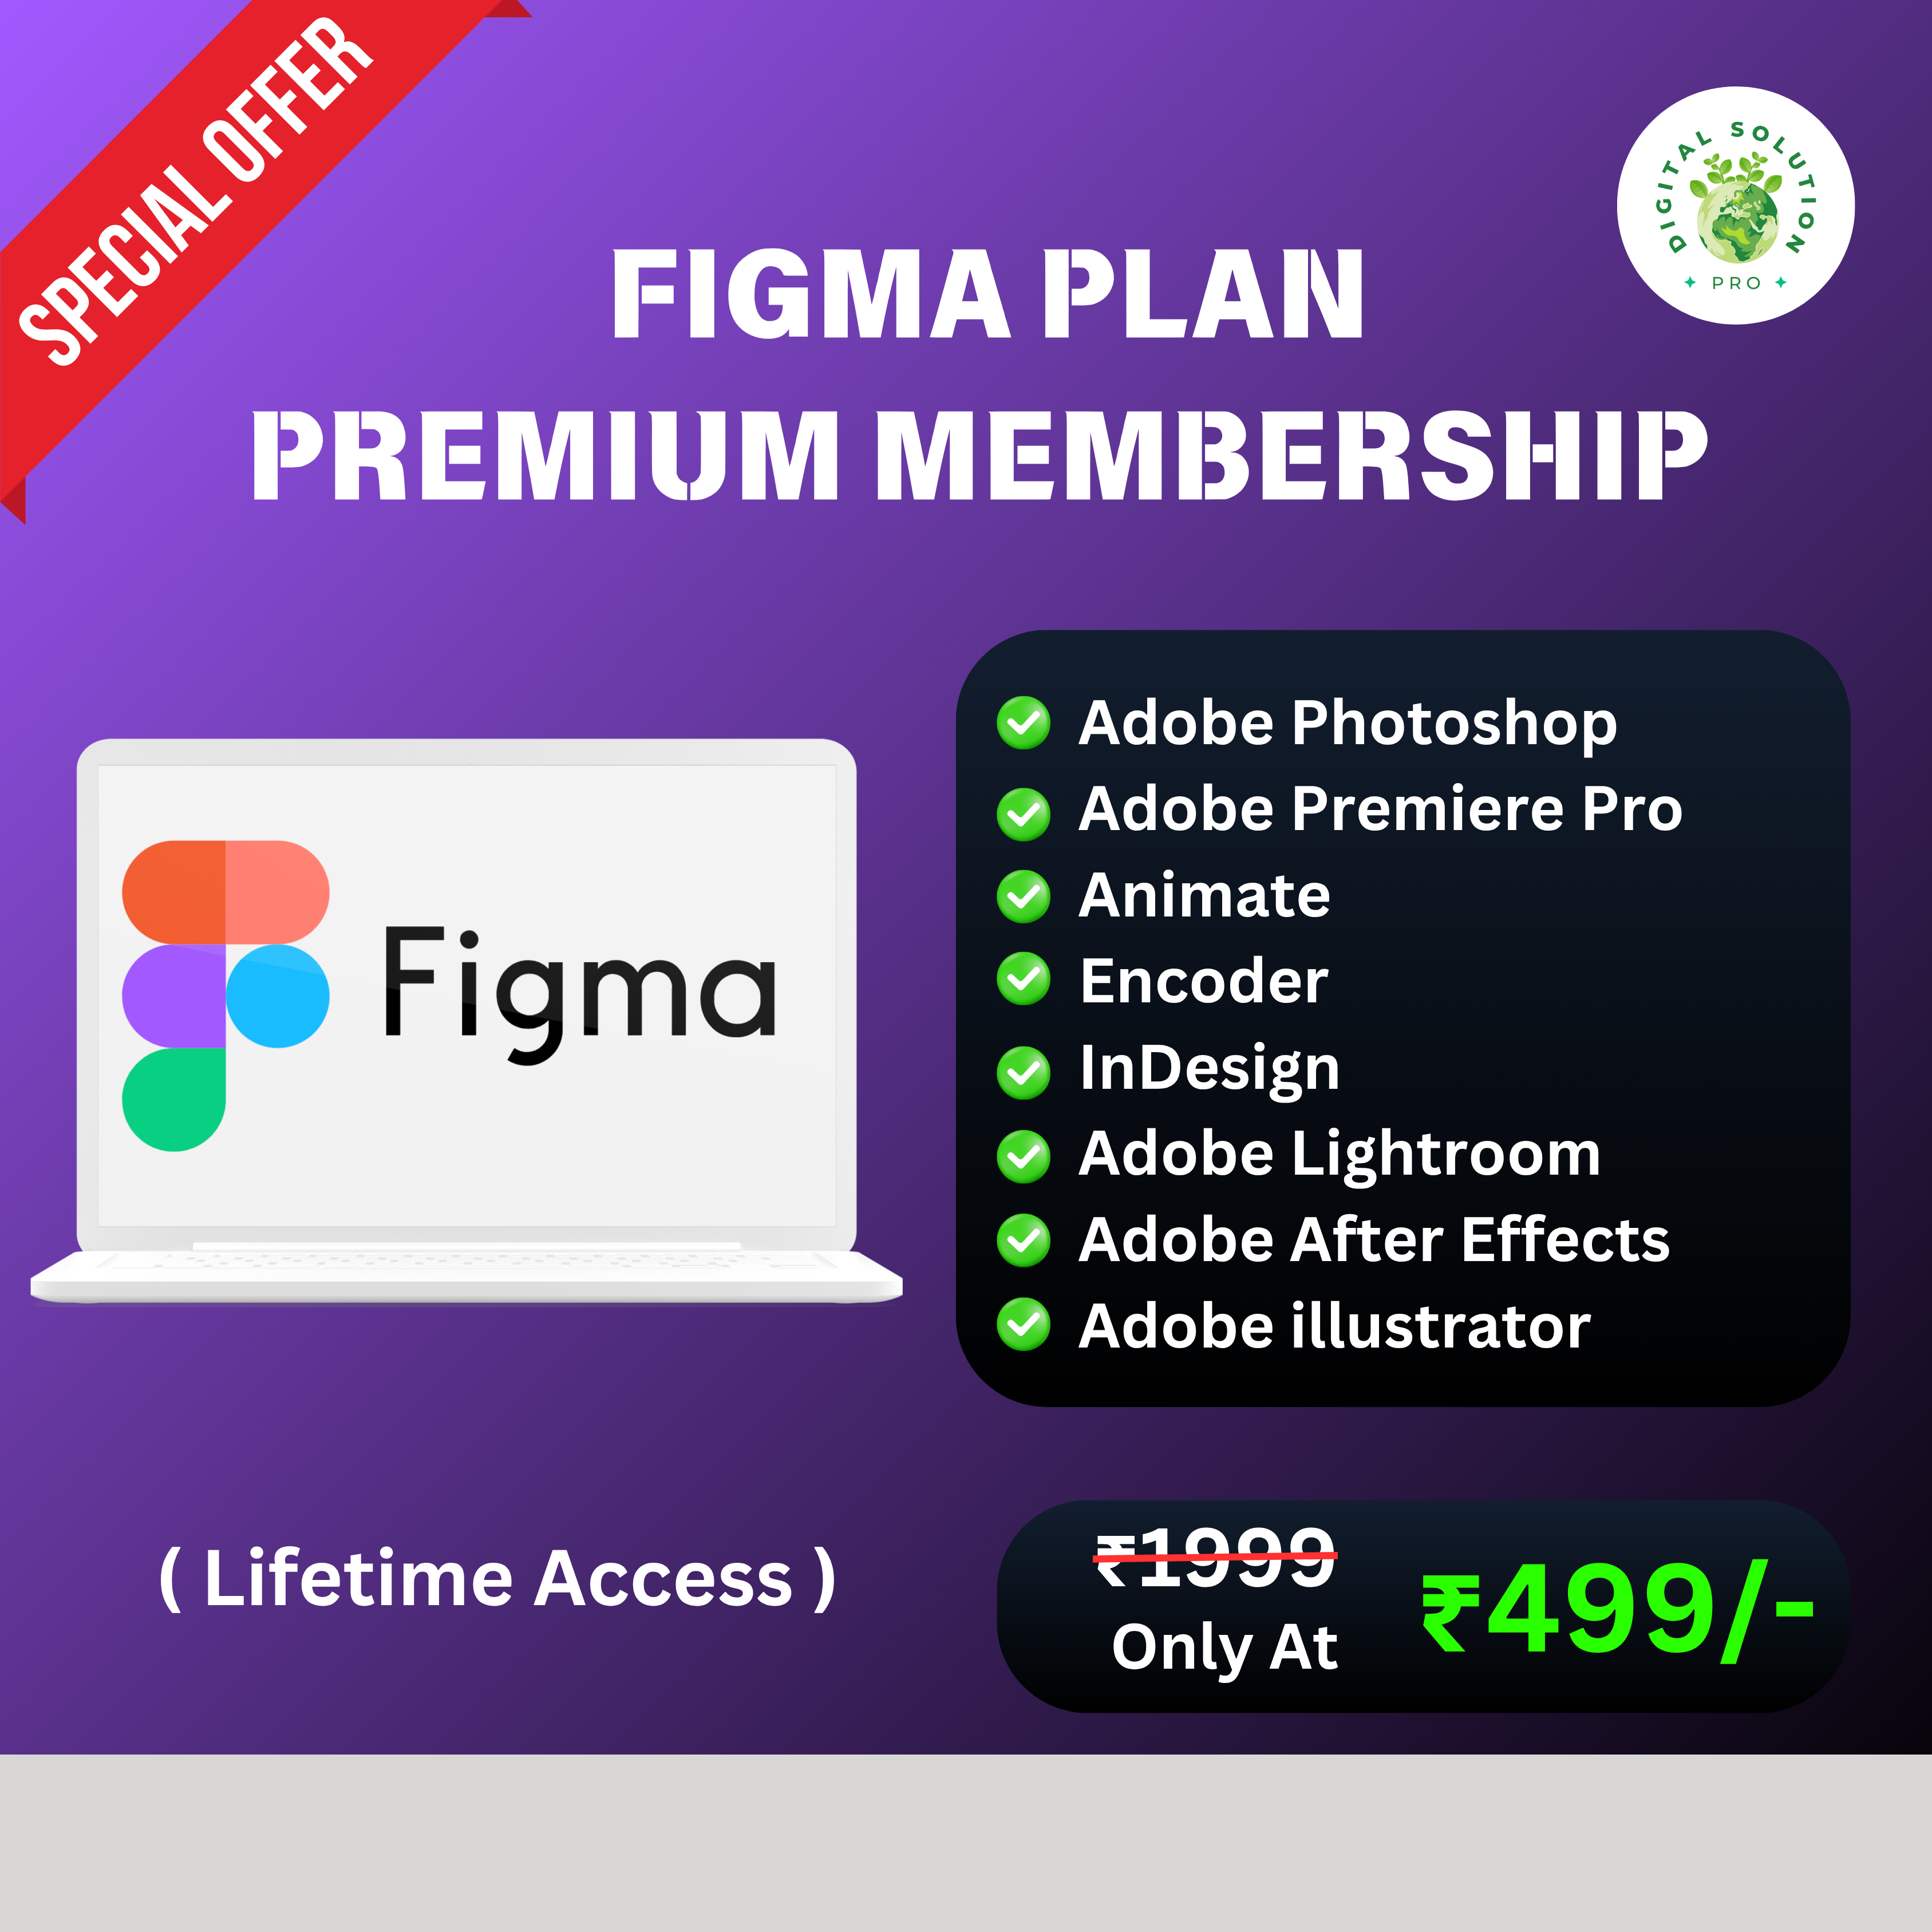 SPECIAL OFFER
DIGITAL SOLUTION
PRO
FIGMA PLAN
PREMIUM MEMBERSHIP
Figma
Adobe Photoshop
Adobe Premiere Pro
Animate
Encoder
InDesign
Adobe Lightroom
Adobe After Effects
Adobe illustrator
( Lifetime Access )
₹1999
Only At
₹499/-